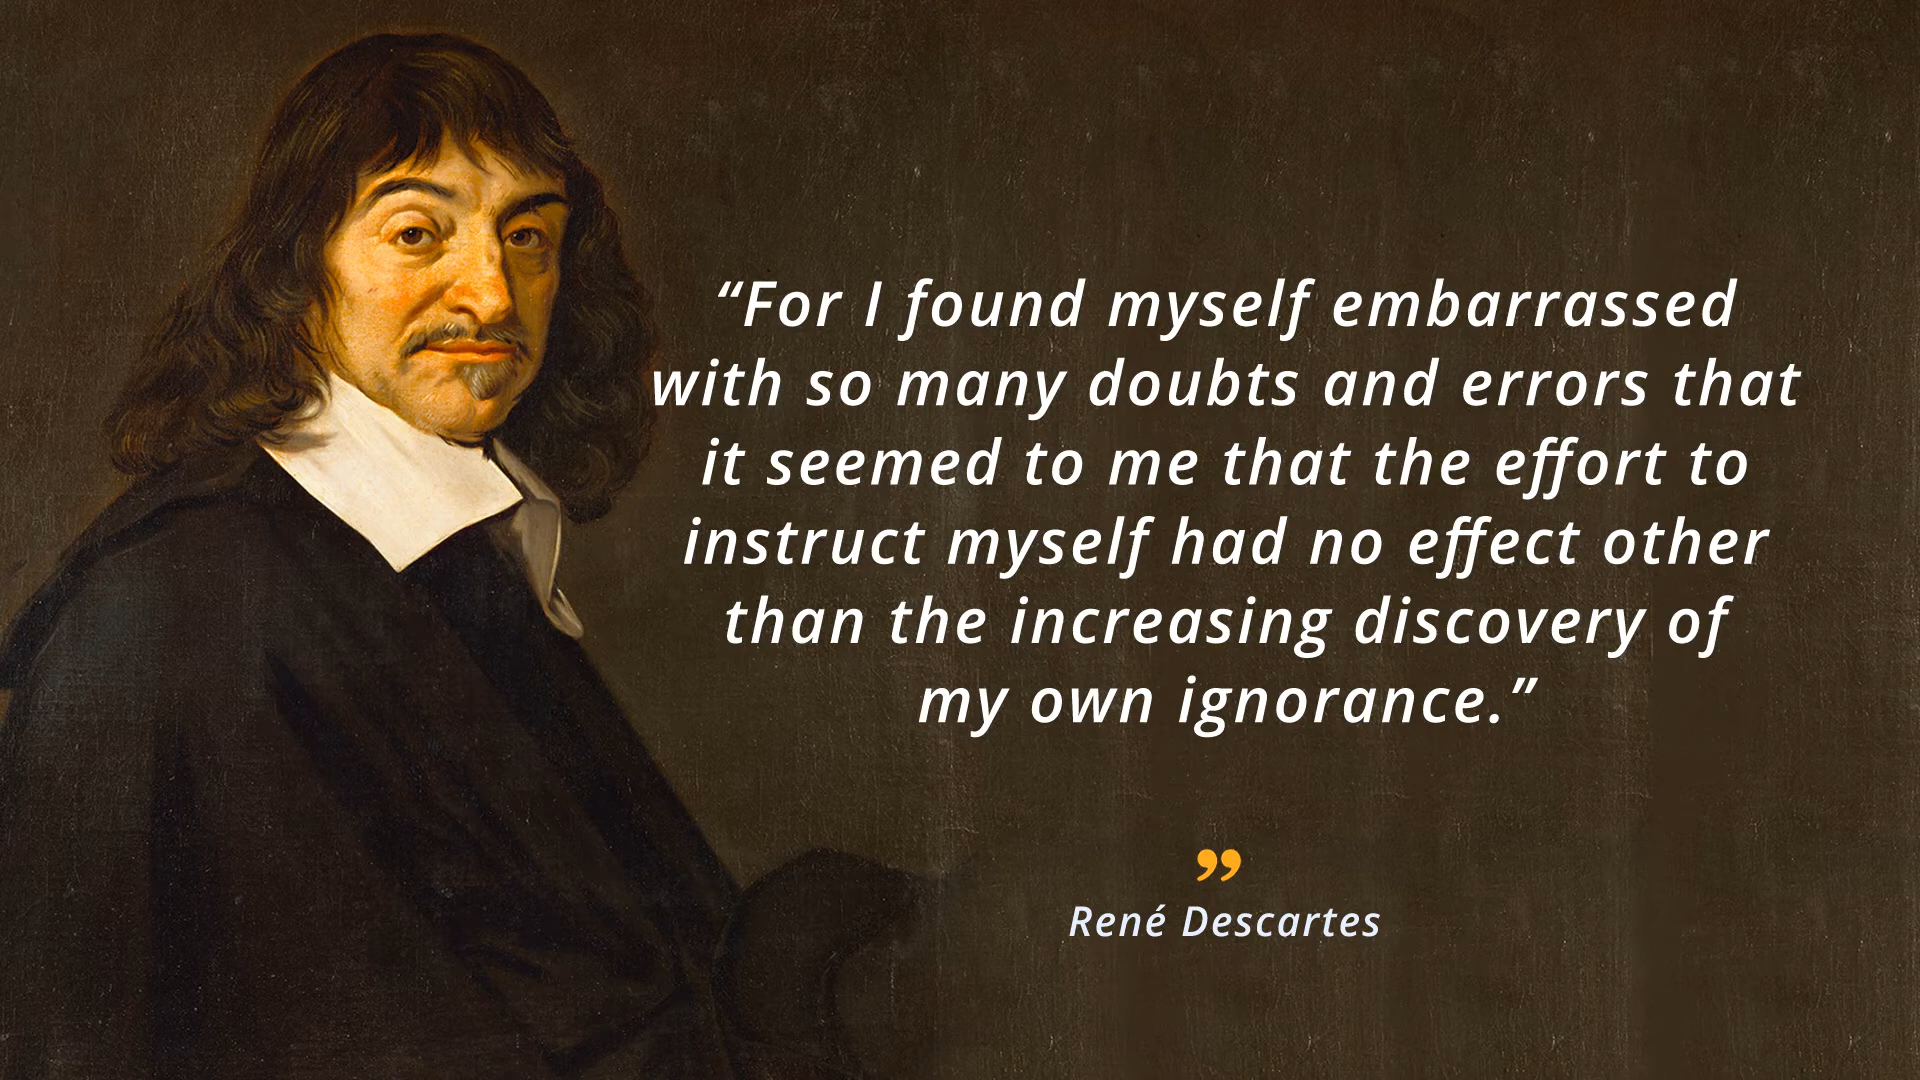 “For I found myself embarrassed
with so many doubts and errors that
it seemed to me that the effort to
instruct myself had no effect other
than the increasing discovery of
my own ignorance.”
”
René Descartes